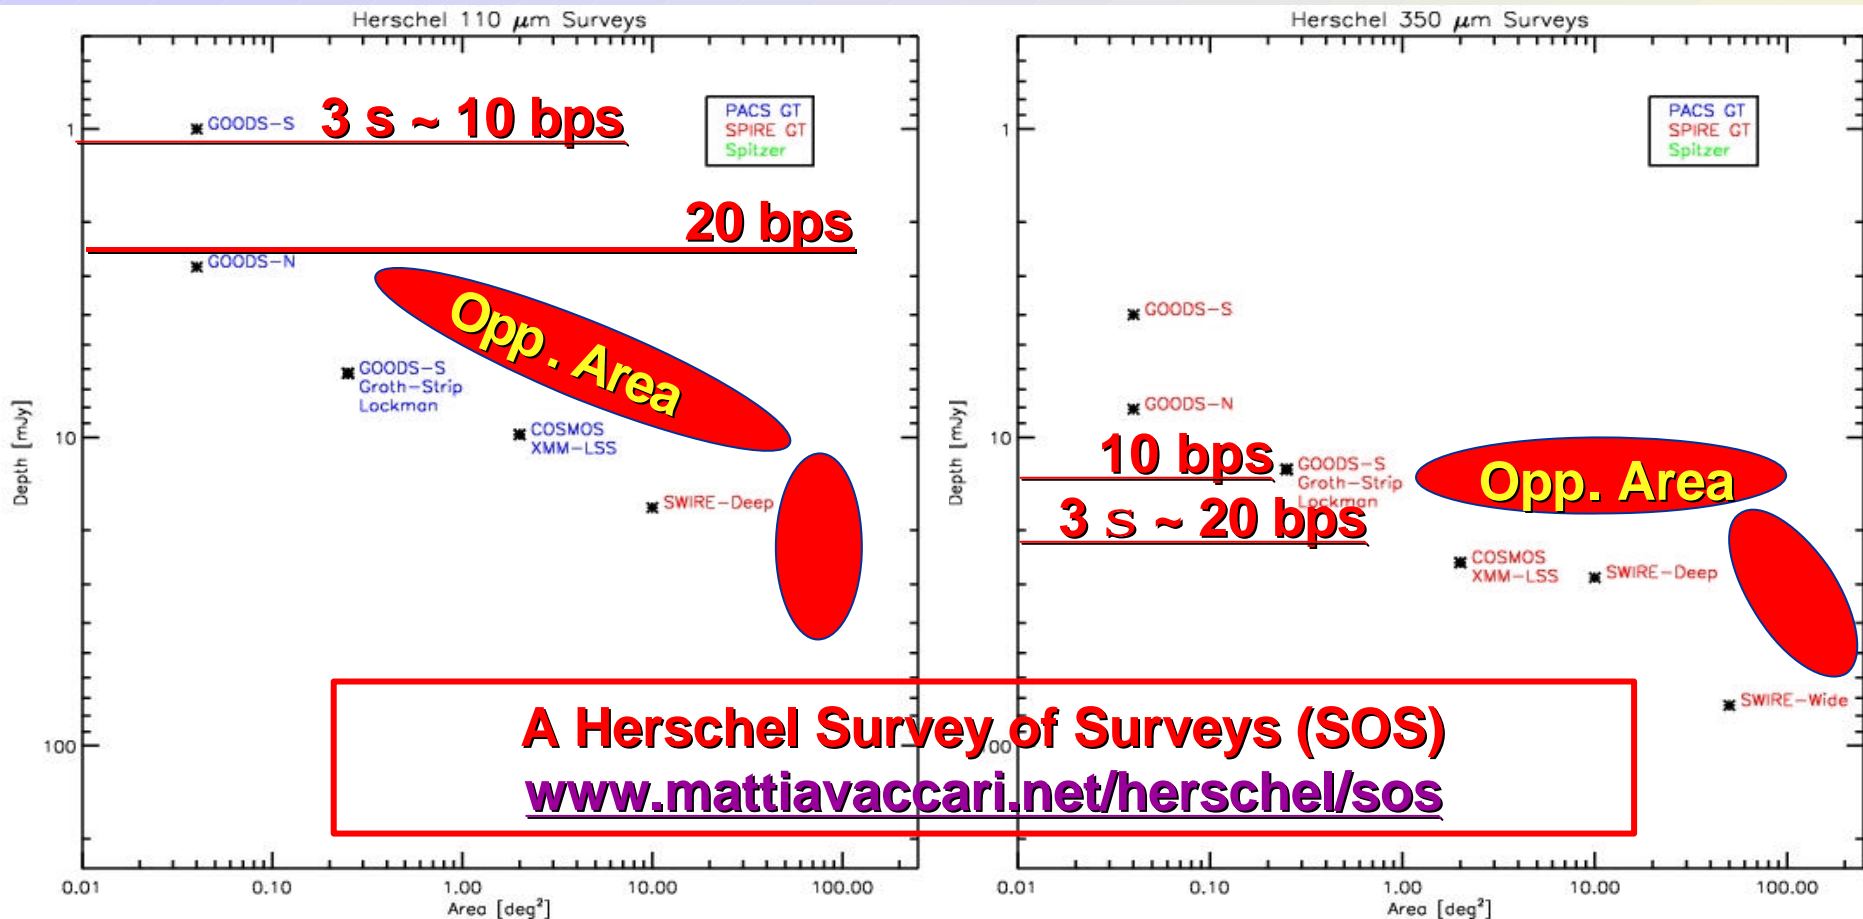 Herschel 110 μm Surveys
GOODS-S
3 s ~ 10 bps
PACS GT
SPIRE GT
Spitzer
20 bps
GOODS-N
Opp. Area
GOODS-S
Groth-Strip
Lockman
COSMOS
XMM-LSS
SWIRE-Deep
1
10
100
Depth [mJy]
0.01
0.10
1.00
10.00
100.00
Area [deg²]
Herschel 350 μm Surveys
PACS GT
SPIRE GT
Spitzer
GOODS-S
GOODS-N
10 bps
GOODS-S
Groth-Strip
Lockman
Opp. Area
3 s ~ 20 bps
COSMOS
XMM-LSS
SWIRE-Deep
SWIRE-Wide
1
10
100
Depth [mJy]
0.01
0.10
1.00
10.00
100.00
Area [deg²]
A Herschel Survey of Surveys (SOS)
www.mattiavaccari.net/herschel/sos